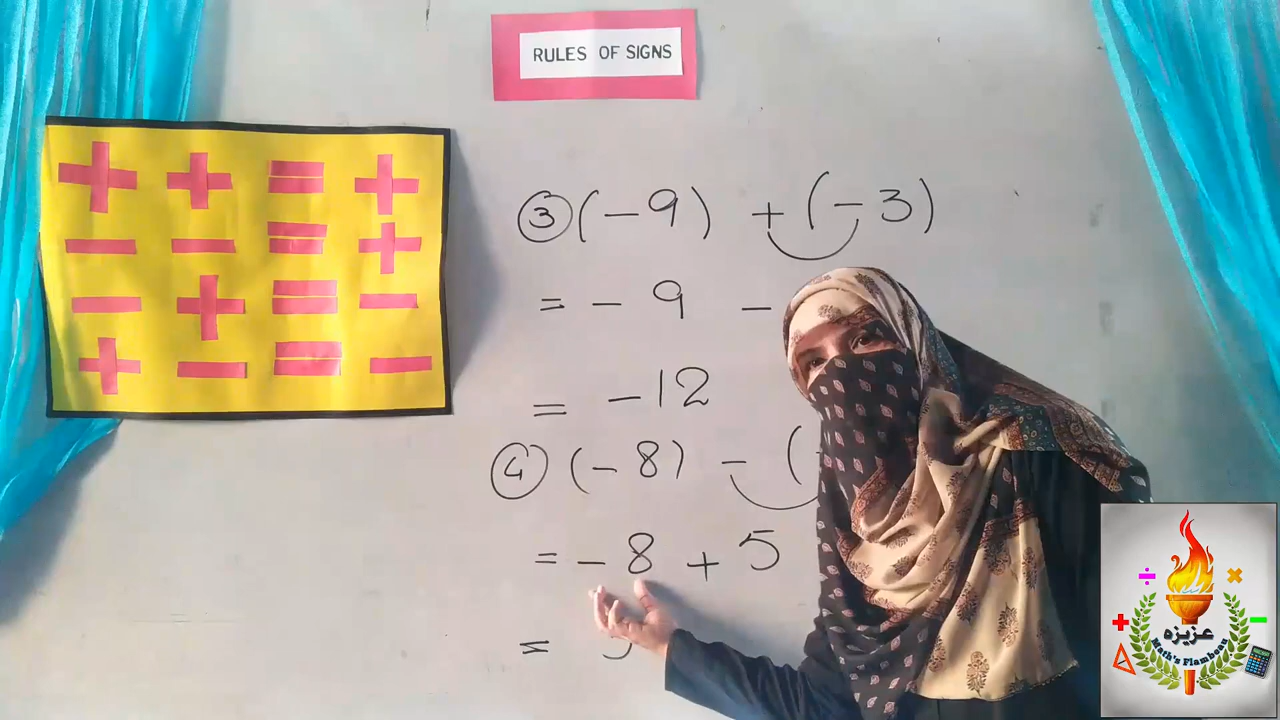 RULES OF SIGNS
+ + = +
− − = +
− + = −
+ − = −
③ (−9) + (−3)
= − 9 −
= −12
④ (−8) − (
= − 8 + 5
=
عزیزہ
Math's Flambeau